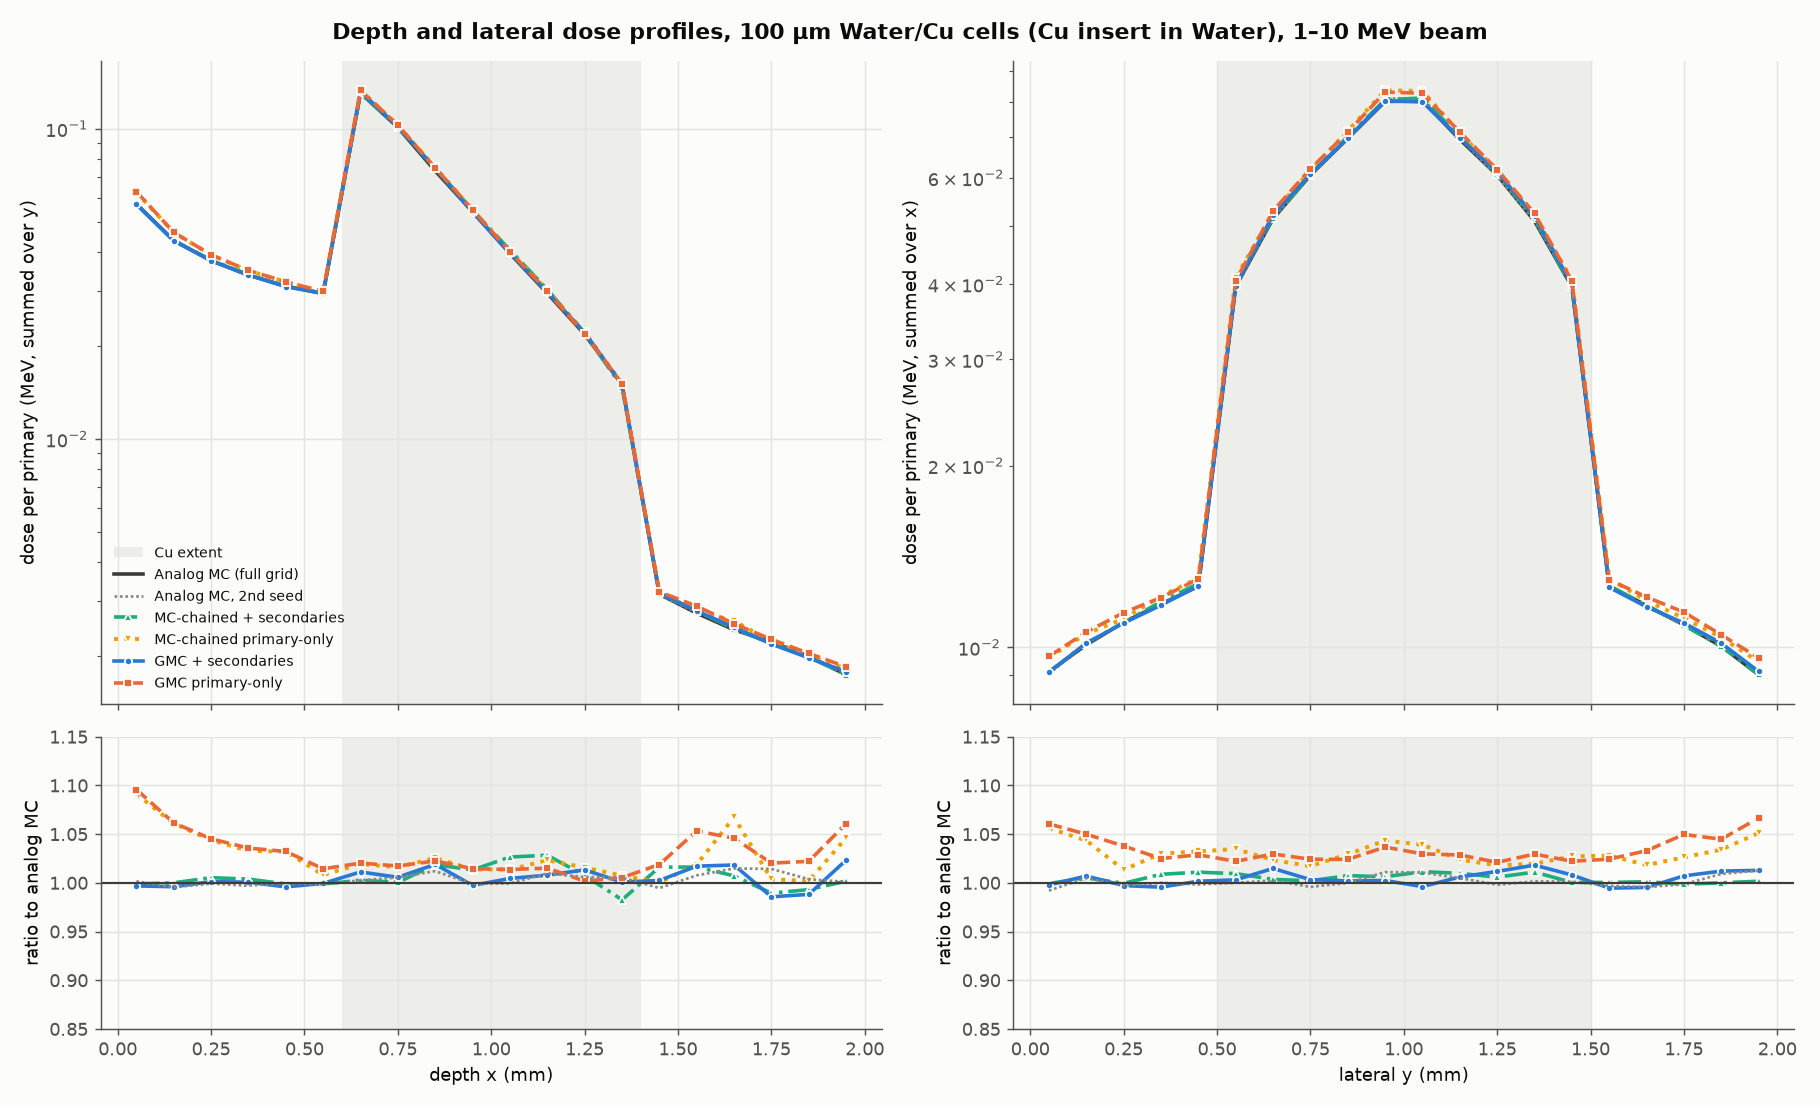 Depth and lateral dose profiles, 100 μm Water/Cu cells (Cu insert in Water), 1–10 MeV beam
dose per primary (MeV, summed over y)
10⁻¹
10⁻²
Cu extent
Analog MC (full grid)
Analog MC, 2nd seed
MC-chained + secondaries
MC-chained primary-only
GMC + secondaries
GMC primary-only
dose per primary (MeV, summed over x)
6 × 10⁻²
4 × 10⁻²
3 × 10⁻²
2 × 10⁻²
10⁻²
ratio to analog MC
1.15
1.10
1.05
1.00
0.95
0.90
0.85
0.00 0.25 0.50 0.75 1.00 1.25 1.50 1.75 2.00
depth x (mm)
ratio to analog MC
1.15
1.10
1.05
1.00
0.95
0.90
0.85
0.00 0.25 0.50 0.75 1.00 1.25 1.50 1.75 2.00
lateral y (mm)